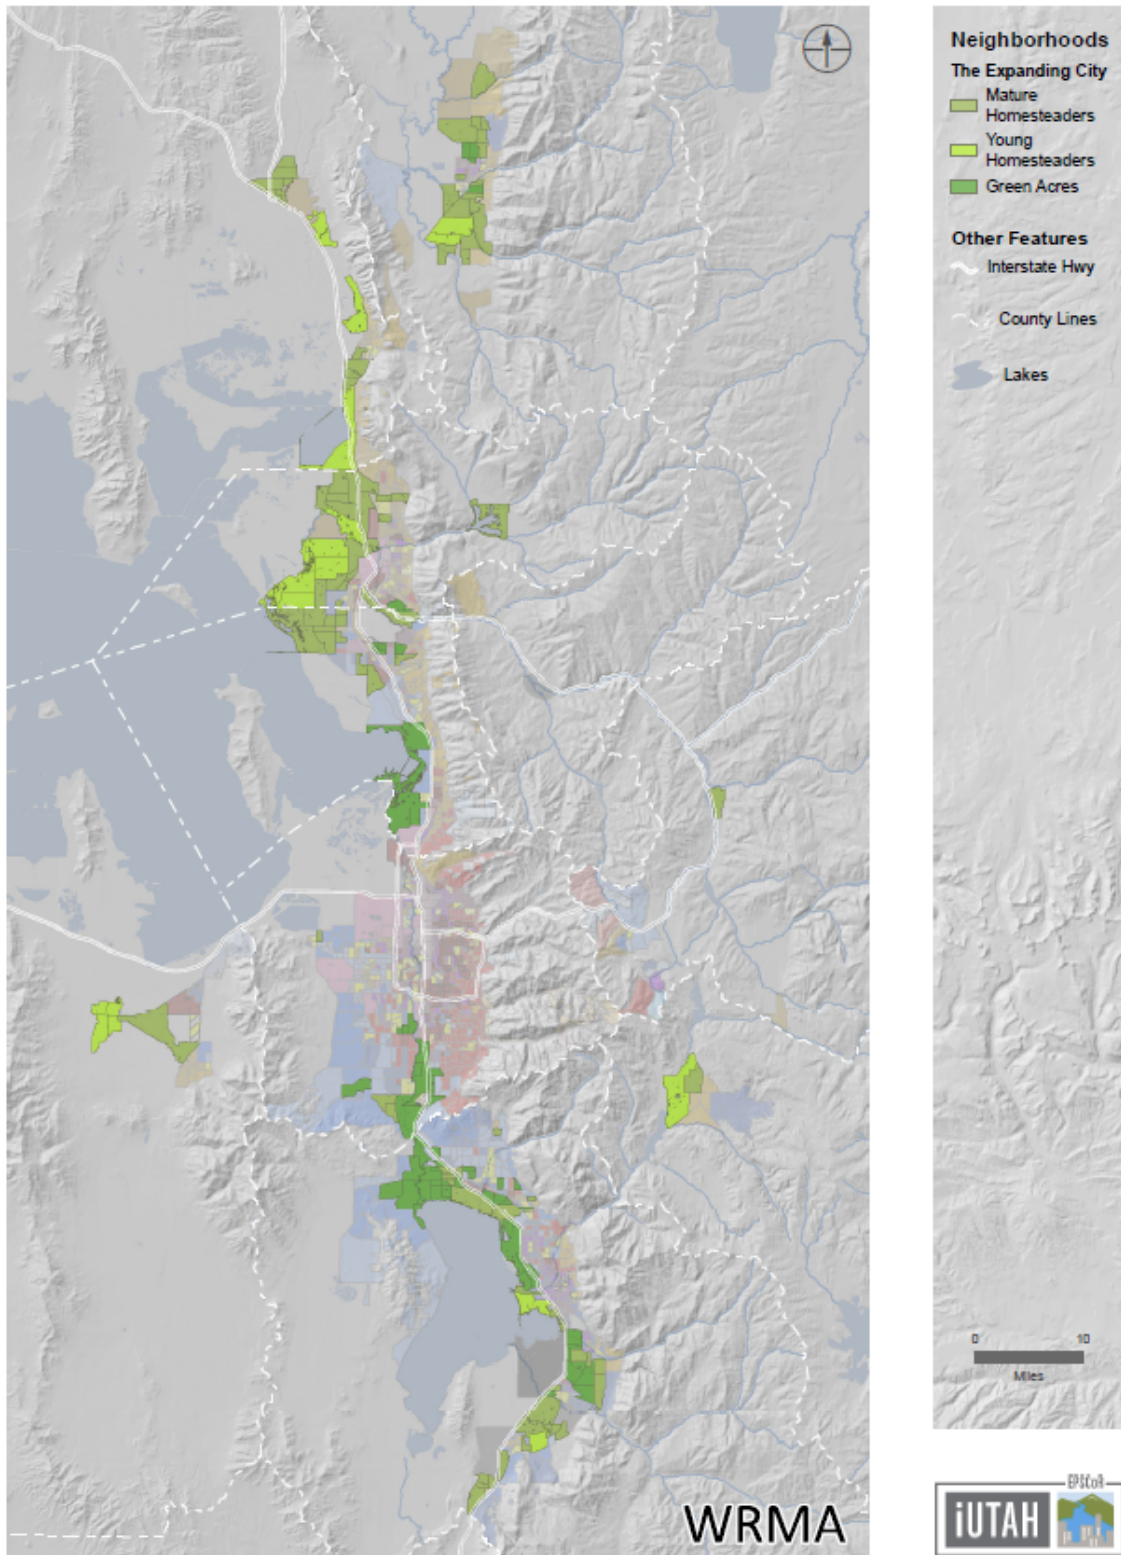 Neighborhoods
The Expanding City
Mature
Homesteaders
Young
Homesteaders
Green Acres
Other Features
Interstate Hwy
County Lines
Lakes
0 10
Miles
WRMA
EPSCoR
iUTAH